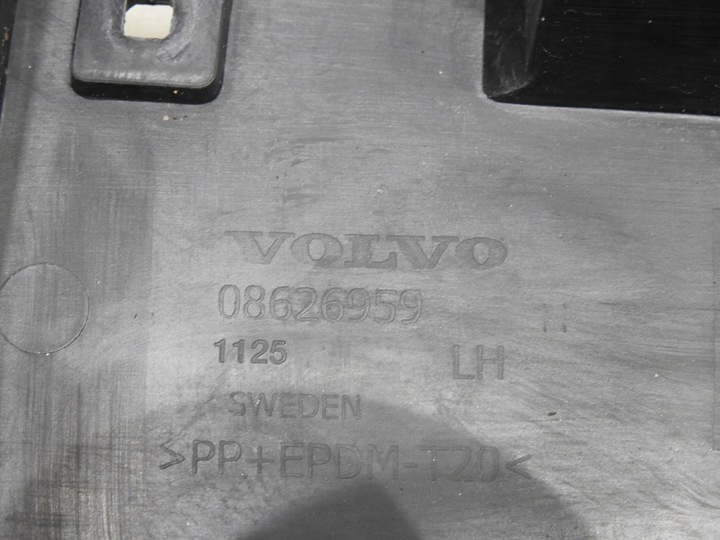 VOLVO
08626959
1125 LH
SWEDEN
>PP+EPDM-T20<